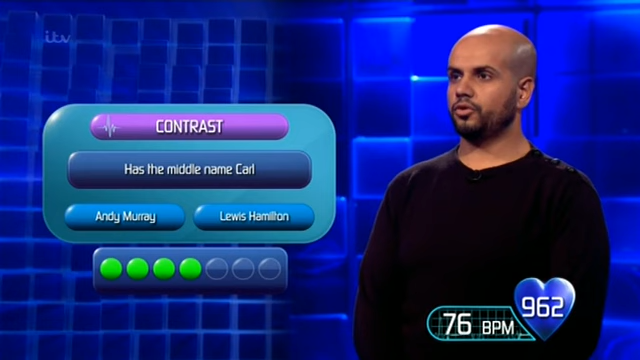 itv
CONTRAST
Has the middle name Carl
Andy Murray
Lewis Hamilton
76 BPM
962